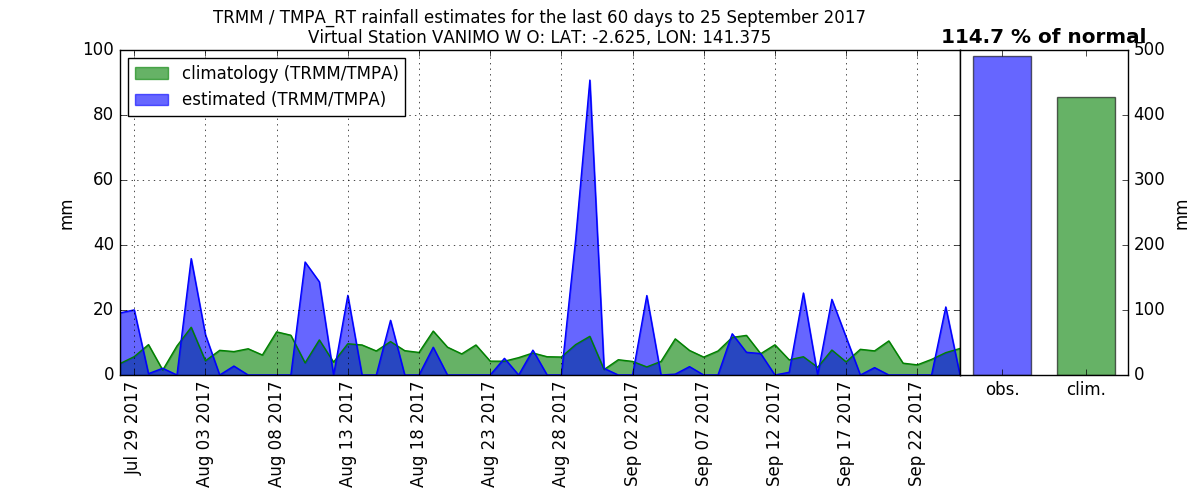 TRMM / TMPA_RT rainfall estimates for the last 60 days to 25 September 2017
Virtual Station VANIMO W O: LAT: -2.625, LON: 141.375
114.7 % of normal
climatology (TRMM/TMPA)
estimated (TRMM/TMPA)
mm
100
80
60
40
20
0
Jul 29 2017
Aug 03 2017
Aug 08 2017
Aug 13 2017
Aug 18 2017
Aug 23 2017
Aug 28 2017
Sep 02 2017
Sep 07 2017
Sep 12 2017
Sep 17 2017
Sep 22 2017
obs.
clim.
500
400
300
200
100
0
mm